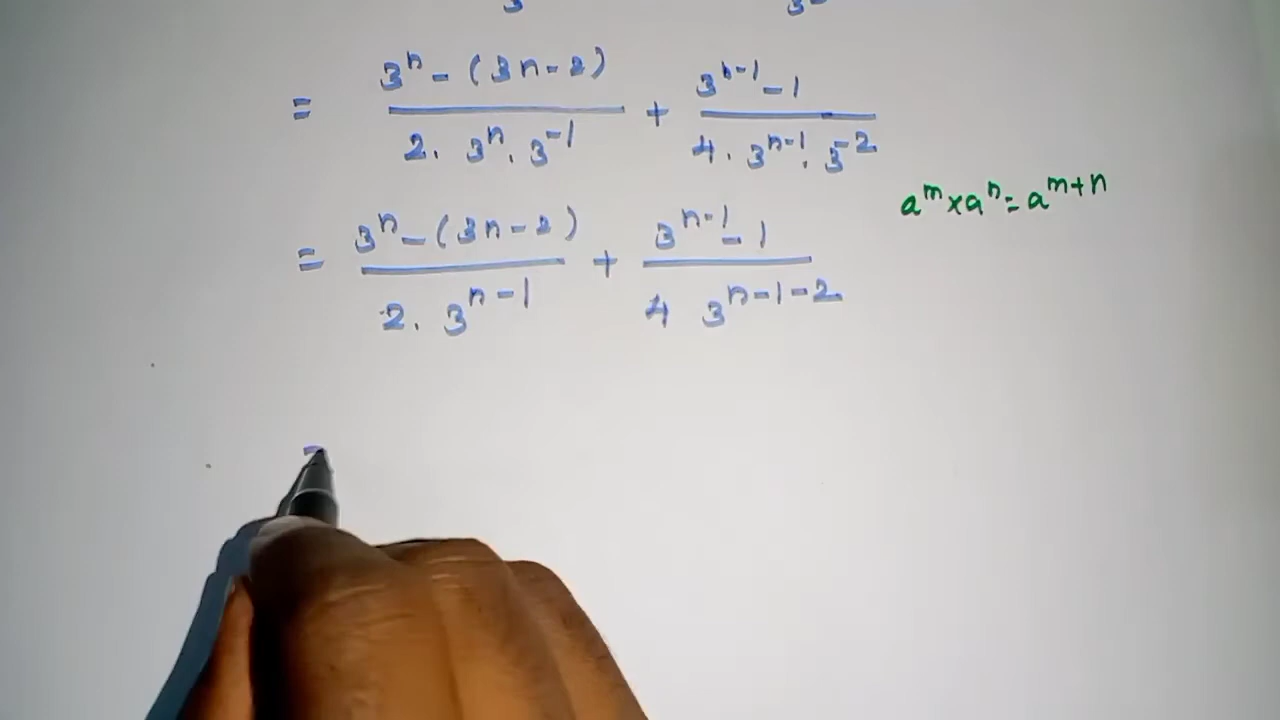 = 3^n - (3n-2) / 2. 3^n . 3^-1 + 3^n-1 - 1 / 4 . 3^n-1 . 3^-2
a^m × a^n = a^m+n
= 3^n - (3n-2) / 2. 3^n-1 + 3^n-1 - 1 / 4 3^n-1-2